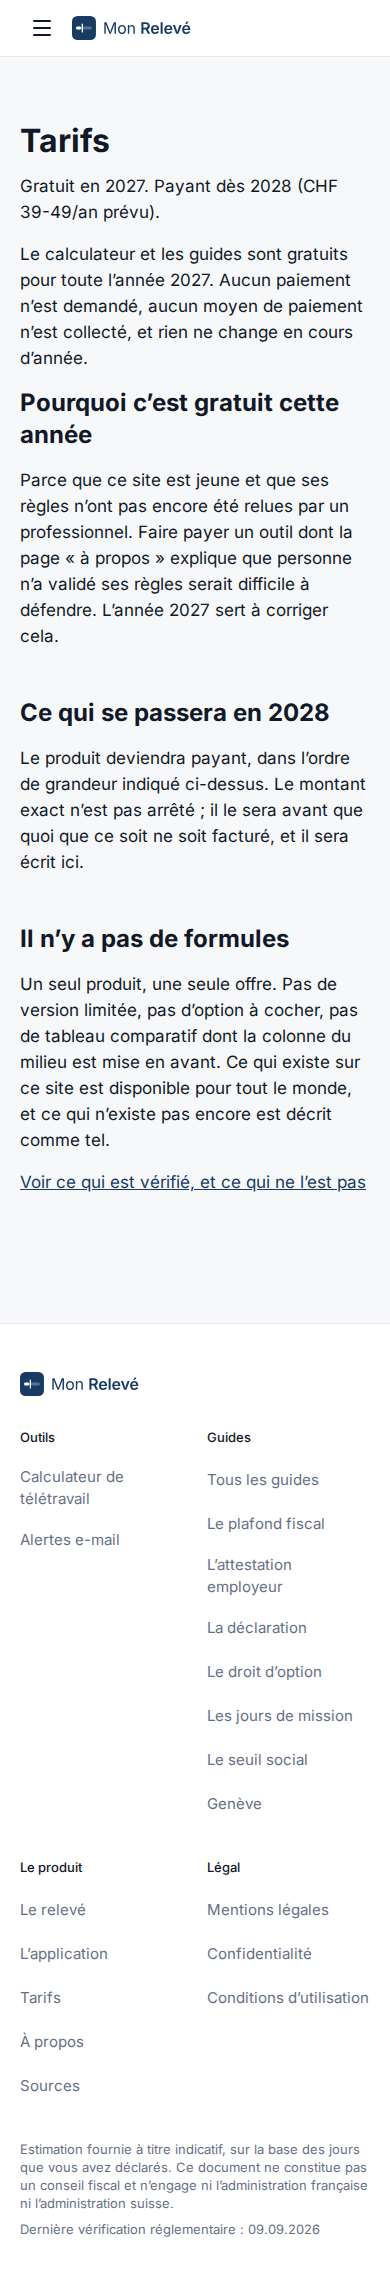 Mon Relevé
Tarifs
Gratuit en 2027. Payant dès 2028 (CHF
39-49/an prévu).
Le calculateur et les guides sont gratuits
pour toute l’année 2027. Aucun paiement
n’est demandé, aucun moyen de paiement
n’est collecté, et rien ne change en cours
d’année.
Pourquoi c’est gratuit cette
année
Parce que ce site est jeune et que ses
règles n’ont pas encore été relues par un
professionnel. Faire payer un outil dont la
page « à propos » explique que personne
n’a validé ses règles serait difficile à
défendre. L’année 2027 sert à corriger
cela.
Ce qui se passera en 2028
Le produit deviendra payant, dans l’ordre
de grandeur indiqué ci-dessus. Le montant
exact n’est pas arrêté ; il le sera avant que
quoi que ce soit ne soit facturé, et il sera
écrit ici.
Il n’y a pas de formules
Un seul produit, une seule offre. Pas de
version limitée, pas d’option à cocher, pas
de tableau comparatif dont la colonne du
milieu est mise en avant. Ce qui existe sur
ce site est disponible pour tout le monde,
et ce qui n’existe pas encore est décrit
comme tel.
Voir ce qui est vérifié, et ce qui ne l’est pas
Mon Relevé
Outils
Calculateur de
télétravail
Alertes e-mail
Guides
Tous les guides
Le plafond fiscal
L’attestation
employeur
La déclaration
Le droit d’option
Les jours de mission
Le seuil social
Genève
Le produit
Le relevé
L’application
Tarifs
À propos
Sources
Légal
Mentions légales
Confidentialité
Conditions d’utilisation
Estimation fournie à titre indicatif, sur la base des jours
que vous avez déclarés. Ce document ne constitue pas
un conseil fiscal et n’engage ni l’administration française
ni l’administration suisse.
Dernière vérification réglementaire : 09.09.2026